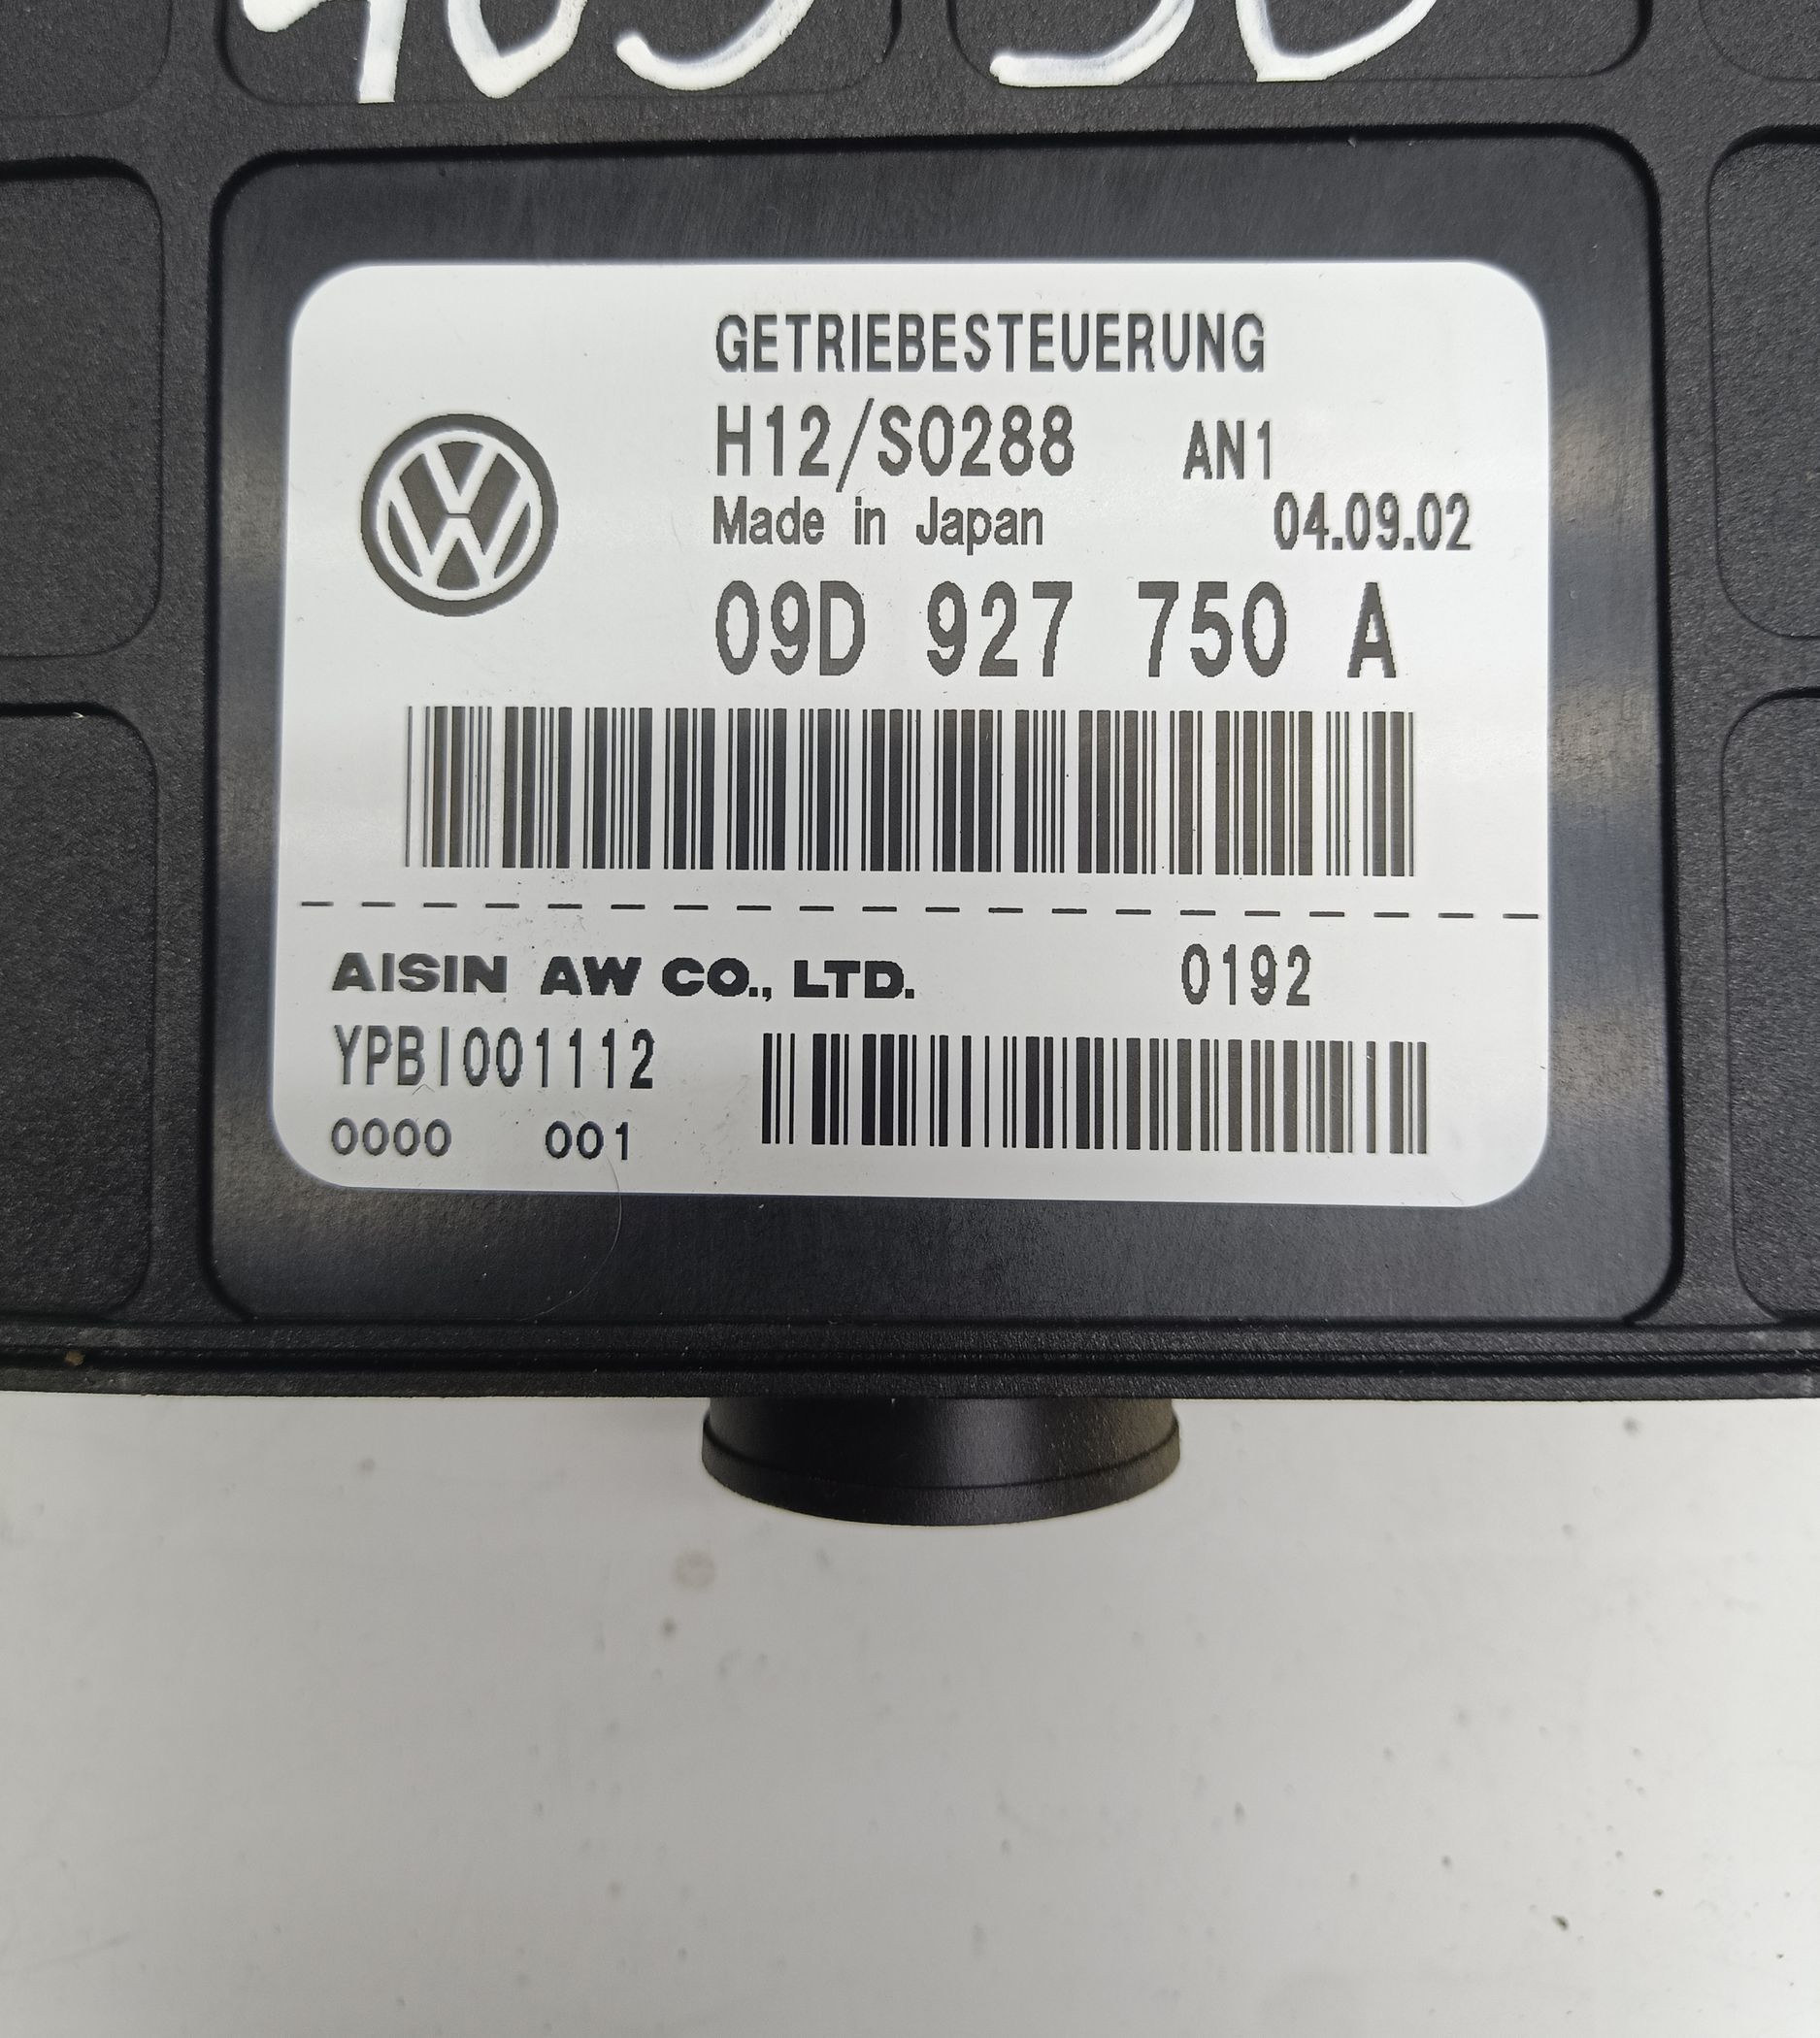 GETRIEBESTEUERUNG
H12/S0288 AN1
Made in Japan 04.09.02
09D 927 750 A
AISIN AW CO., LTD. 0192
YPBI001112
0000 001